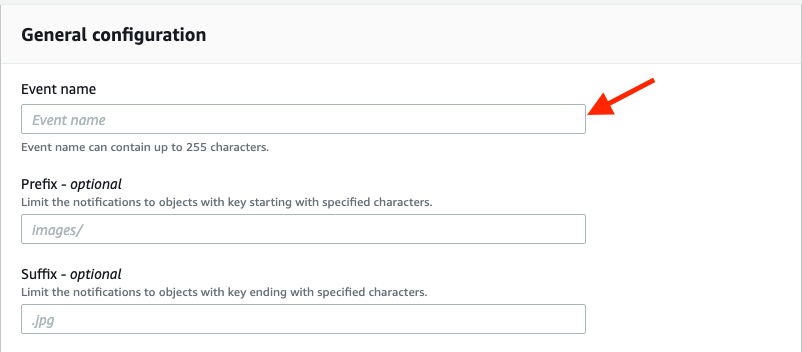 General configuration
Event name
Event name
Event name can contain up to 255 characters.
Prefix - optional
Limit the notifications to objects with key starting with specified characters.
images/
Suffix - optional
Limit the notifications to objects with key ending with specified characters.
.jpg